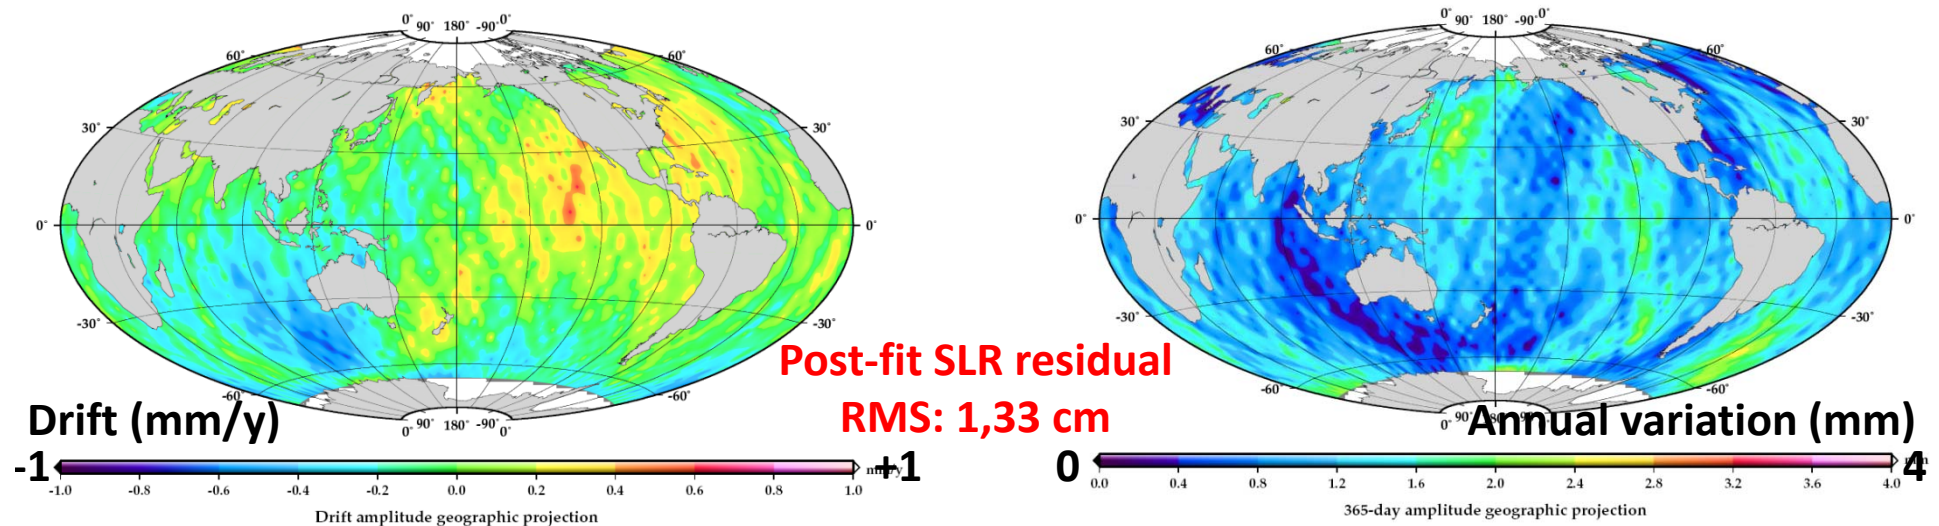 0° 90° 180° -90° 0°
60° 60°
30° 30°
0° 0°
-30° -30°
-60° -60°
0° 90° 180° -90° 0°
Drift (mm/y)
-1 +1
-1.0 -0.8 -0.6 -0.4 -0.2 0.0 0.2 0.4 0.6 0.8 1.0
Drift amplitude geographic projection
Post-fit SLR residual
RMS: 1,33 cm
0° 90° 180° -90° 0°
60° 60°
30° 30°
0° 0°
-30° -30°
-60° -60°
0° 90°
Annual variation (mm)
0 4
0.0 0.4 0.8 1.2 1.6 2.0 2.4 2.8 3.2 3.6 4.0
365-day amplitude geographic projection